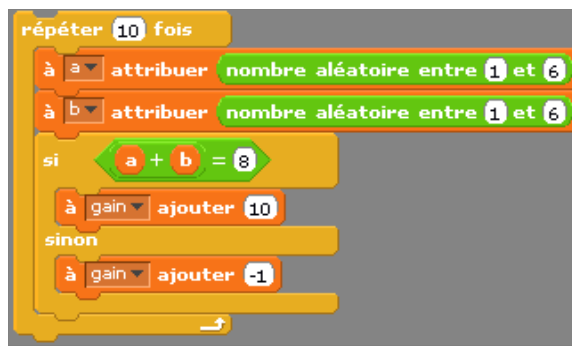 répéter 10 fois
à a attribuer nombre aléatoire entre 1 et 6
à b attribuer nombre aléatoire entre 1 et 6
si a + b = 8
à gain ajouter 10
sinon
à gain ajouter -1